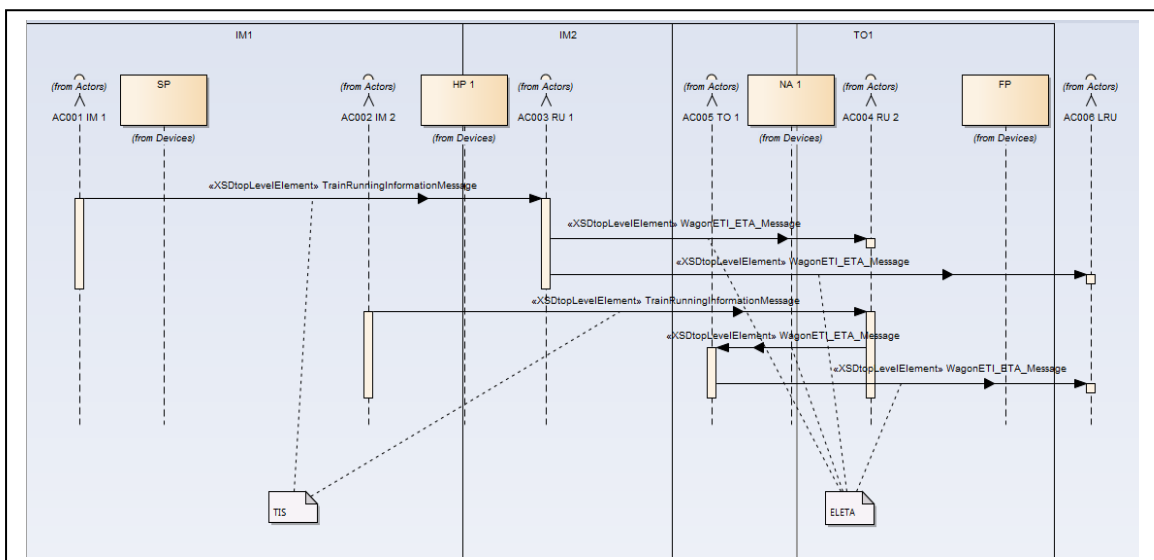 IM1 IM2 TO1
(from Actors) SP (from Actors) HP 1 (from Actors) (from Actors) NA 1 (from Actors) FP (from Actors)
AC001 IM 1 AC002 IM 2 AC003 RU 1 AC005 TO 1 AC004 RU 2 AC006 LRU
(from Devices) (from Devices) (from Devices) (from Devices)
«XSDtopLevelElement» TrainRunningInformationMessage
«XSDtopLevelElement» WagonETI_ETA_Message
«XSDtopLevelElement» WagonETI_ETA_Message
«XSDtopLevelElement» TrainRunningInformationMessage
«XSDtopLevelElement» WagonETI_ETA_Message
«XSDtopLevelElement» WagonETI_ETA_Message
TIS ELETA